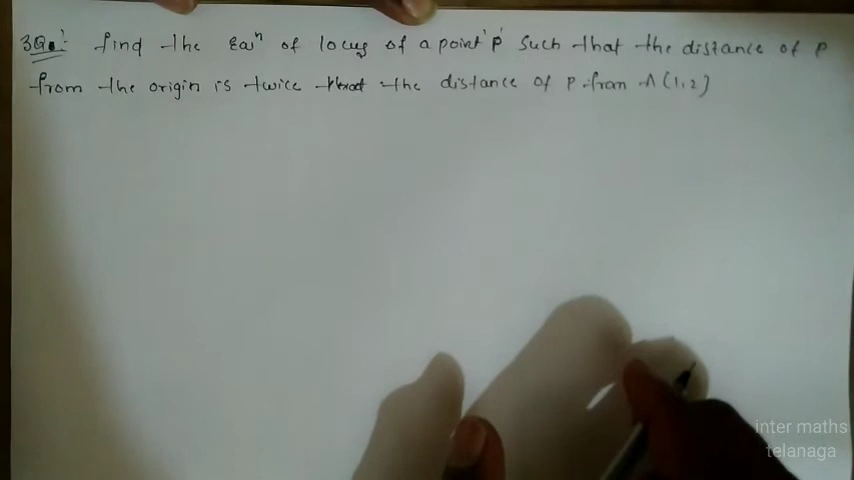 3Q: find the Eqn of locus of a point 'P' such that the distance of P
from the origin is twice the distance of P from A(1,2)
inter maths
telanaga